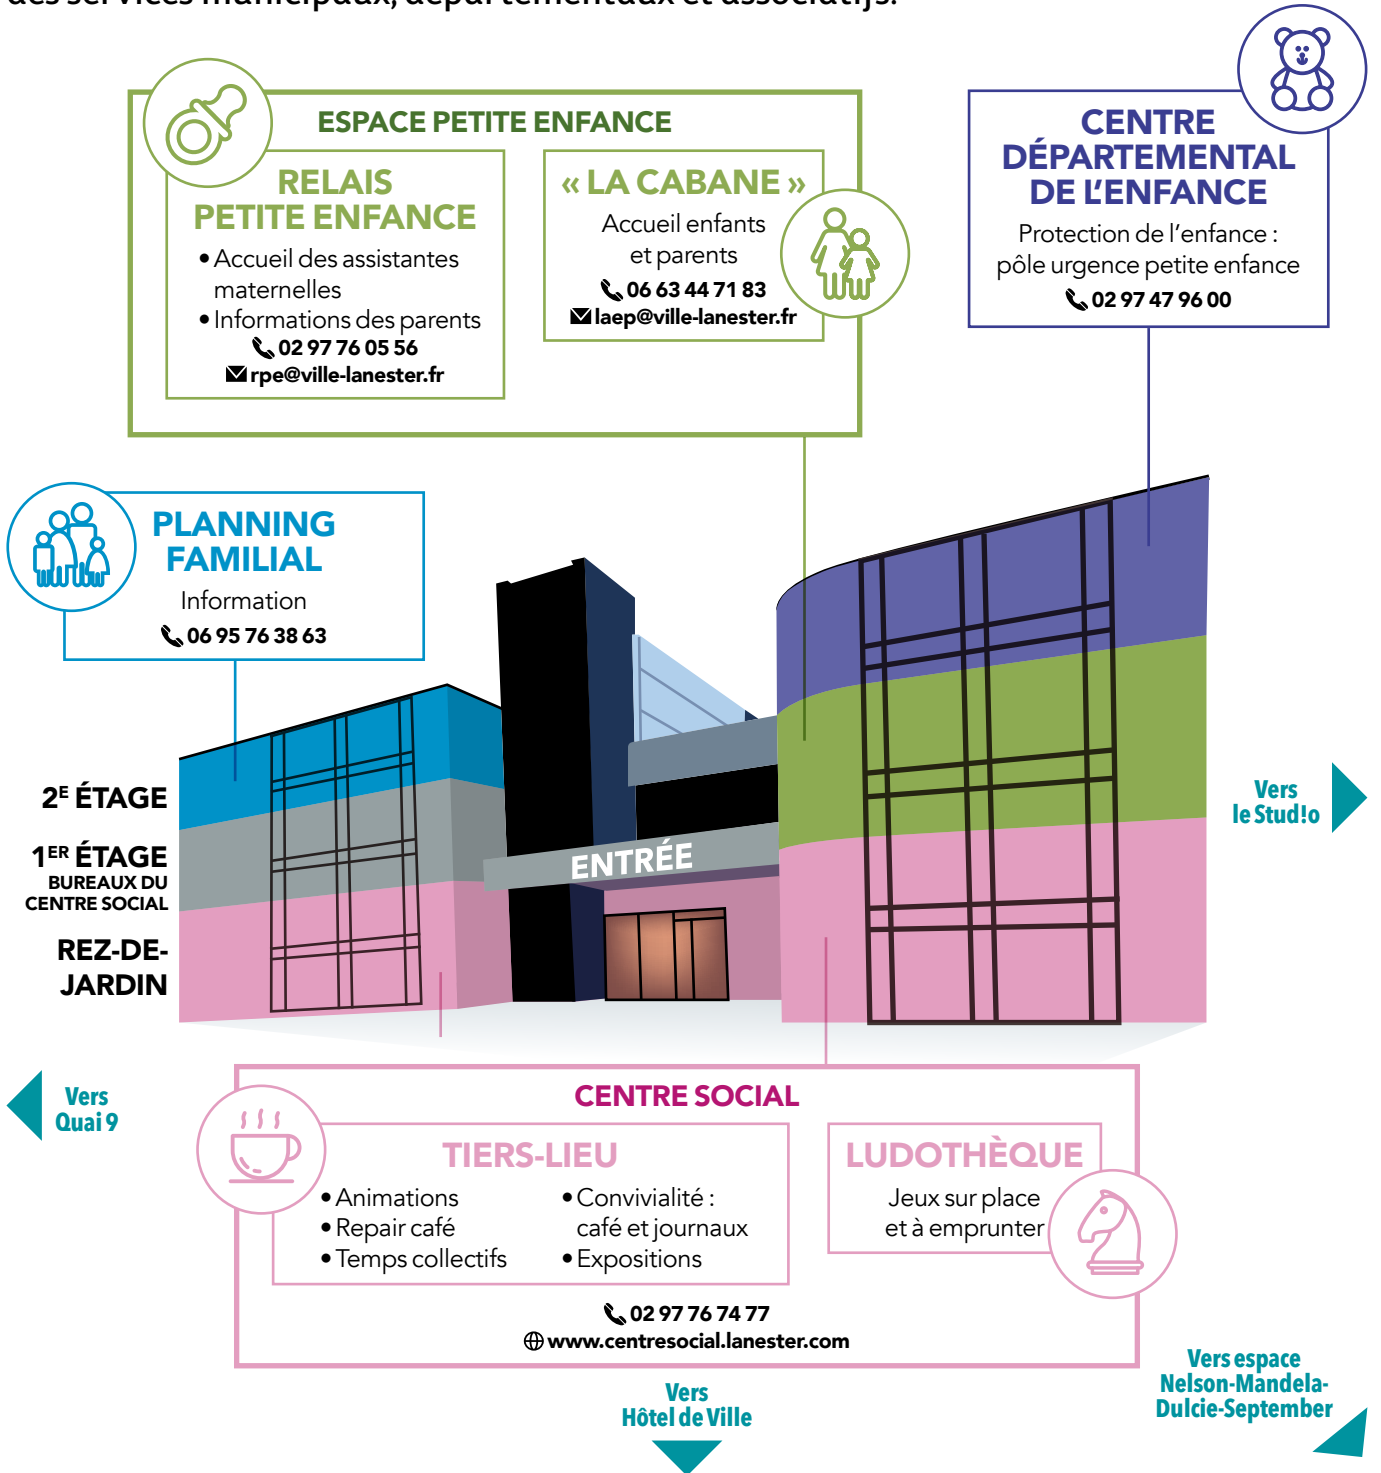 des services municipaux, départementaux et associatifs.
ESPACE PETITE ENFANCE
RELAIS
PETITE ENFANCE
• Accueil des assistantes
maternelles
• Informations des parents
02 97 76 05 56
rpe@ville-lanester.fr
« LA CABANE »
Accueil enfants
et parents
06 63 44 71 83
laep@ville-lanester.fr
CENTRE
DÉPARTEMENTAL
DE L’ENFANCE
Protection de l’enfance :
pôle urgence petite enfance
02 97 47 96 00
PLANNING
FAMILIAL
Information
06 95 76 38 63
2E ÉTAGE
1ER ÉTAGE
BUREAUX DU
CENTRE SOCIAL
REZ-DE-
JARDIN
ENTRÉE
Vers
le Stud!o
Vers
Quai 9
CENTRE SOCIAL
TIERS-LIEU
• Animations
• Repair café
• Temps collectifs
• Convivialité :
café et journaux
• Expositions
LUDOTHÈQUE
Jeux sur place
et à emprunter
02 97 76 74 77
www.centresocial.lanester.com
Vers
Hôtel de Ville
Vers espace
Nelson-Mandela-
Dulcie-September